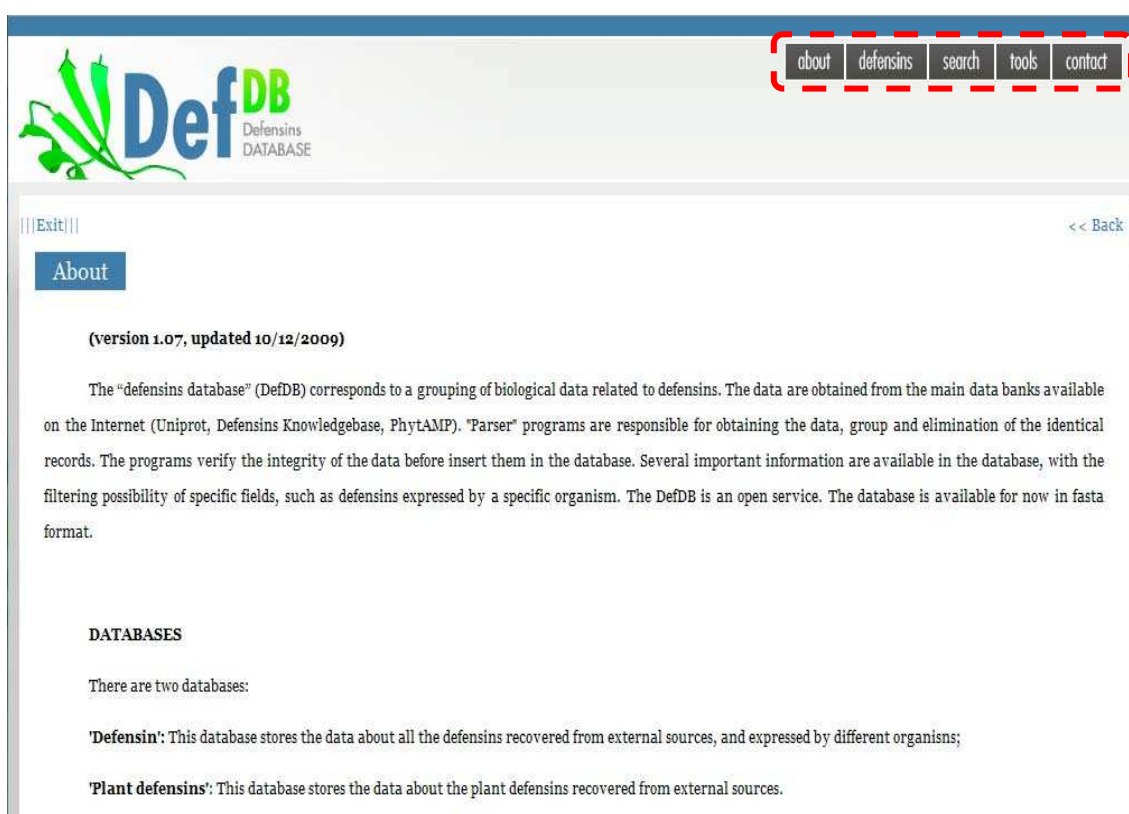 about defensins search tools contact
DefDB
Defensins
DATABASE
|||Exit||| << Back
About
(version 1.07, updated 10/12/2009)
The “defensins database” (DefDB) corresponds to a grouping of biological data related to defensins. The data are obtained from the main data banks available
on the Internet (Uniprot, Defensins Knowledgebase, PhytAMP). "Parser" programs are responsible for obtaining the data, group and elimination of the identical
records. The programs verify the integrity of the data before insert them in the database. Several important information are available in the database, with the
filtering possibility of specific fields, such as defensins expressed by a specific organism. The DefDB is an open service. The database is available for now in fasta
format.
DATABASES
There are two databases:
'Defensin': This database stores the data about all the defensins recovered from external sources, and expressed by different organisns;
'Plant defensins': This database stores the data about the plant defensins recovered from external sources.